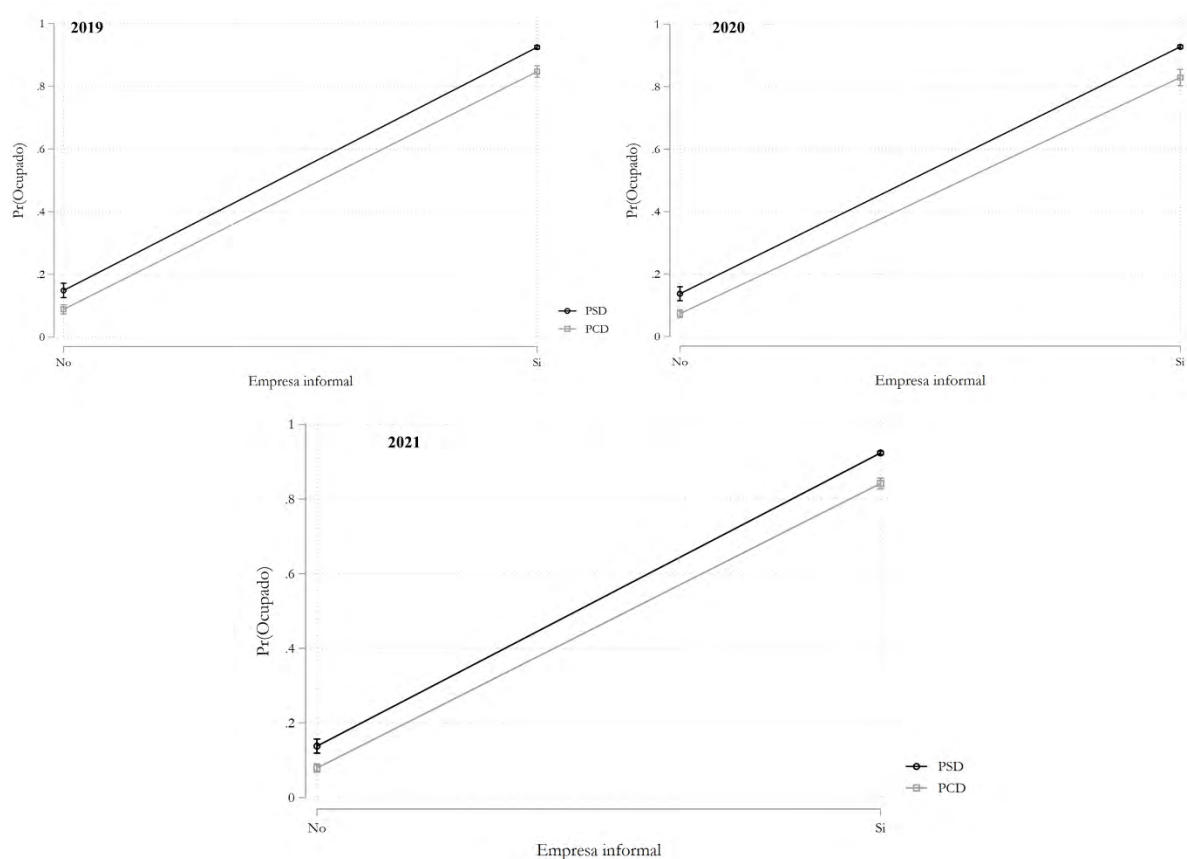 2019
1
.8
.6
.4
.2
0
Pr(Ocupado)
No
Si
Empresa informal
PSD
PCD
2020
1
.8
.6
.4
.2
0
Pr(Ocupado)
No
Si
Empresa informal
2021
1
.8
.6
.4
.2
0
Pr(Ocupado)
No
Si
Empresa informal
PSD
PCD